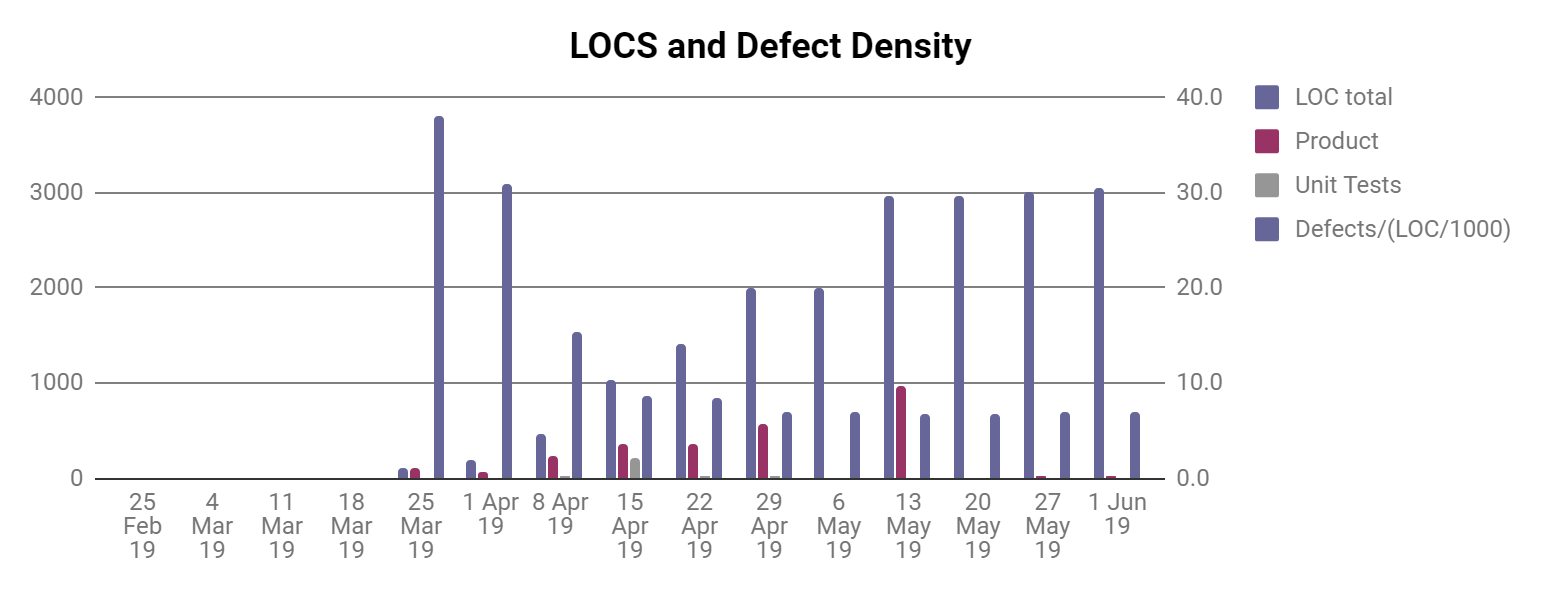 LOCS and Defect Density
4000
3000
2000
1000
0
40.0
30.0
20.0
10.0
0.0
LOC total
Product
Unit Tests
Defects/(LOC/1000)
25
Feb
19
4
Mar
19
11
Mar
19
18
Mar
19
25
Mar
19
1 Apr
19
8 Apr
19
15
Apr
19
22
Apr
19
29
Apr
19
6
May
19
13
May
19
20
May
19
27
May
19
1 Jun
19